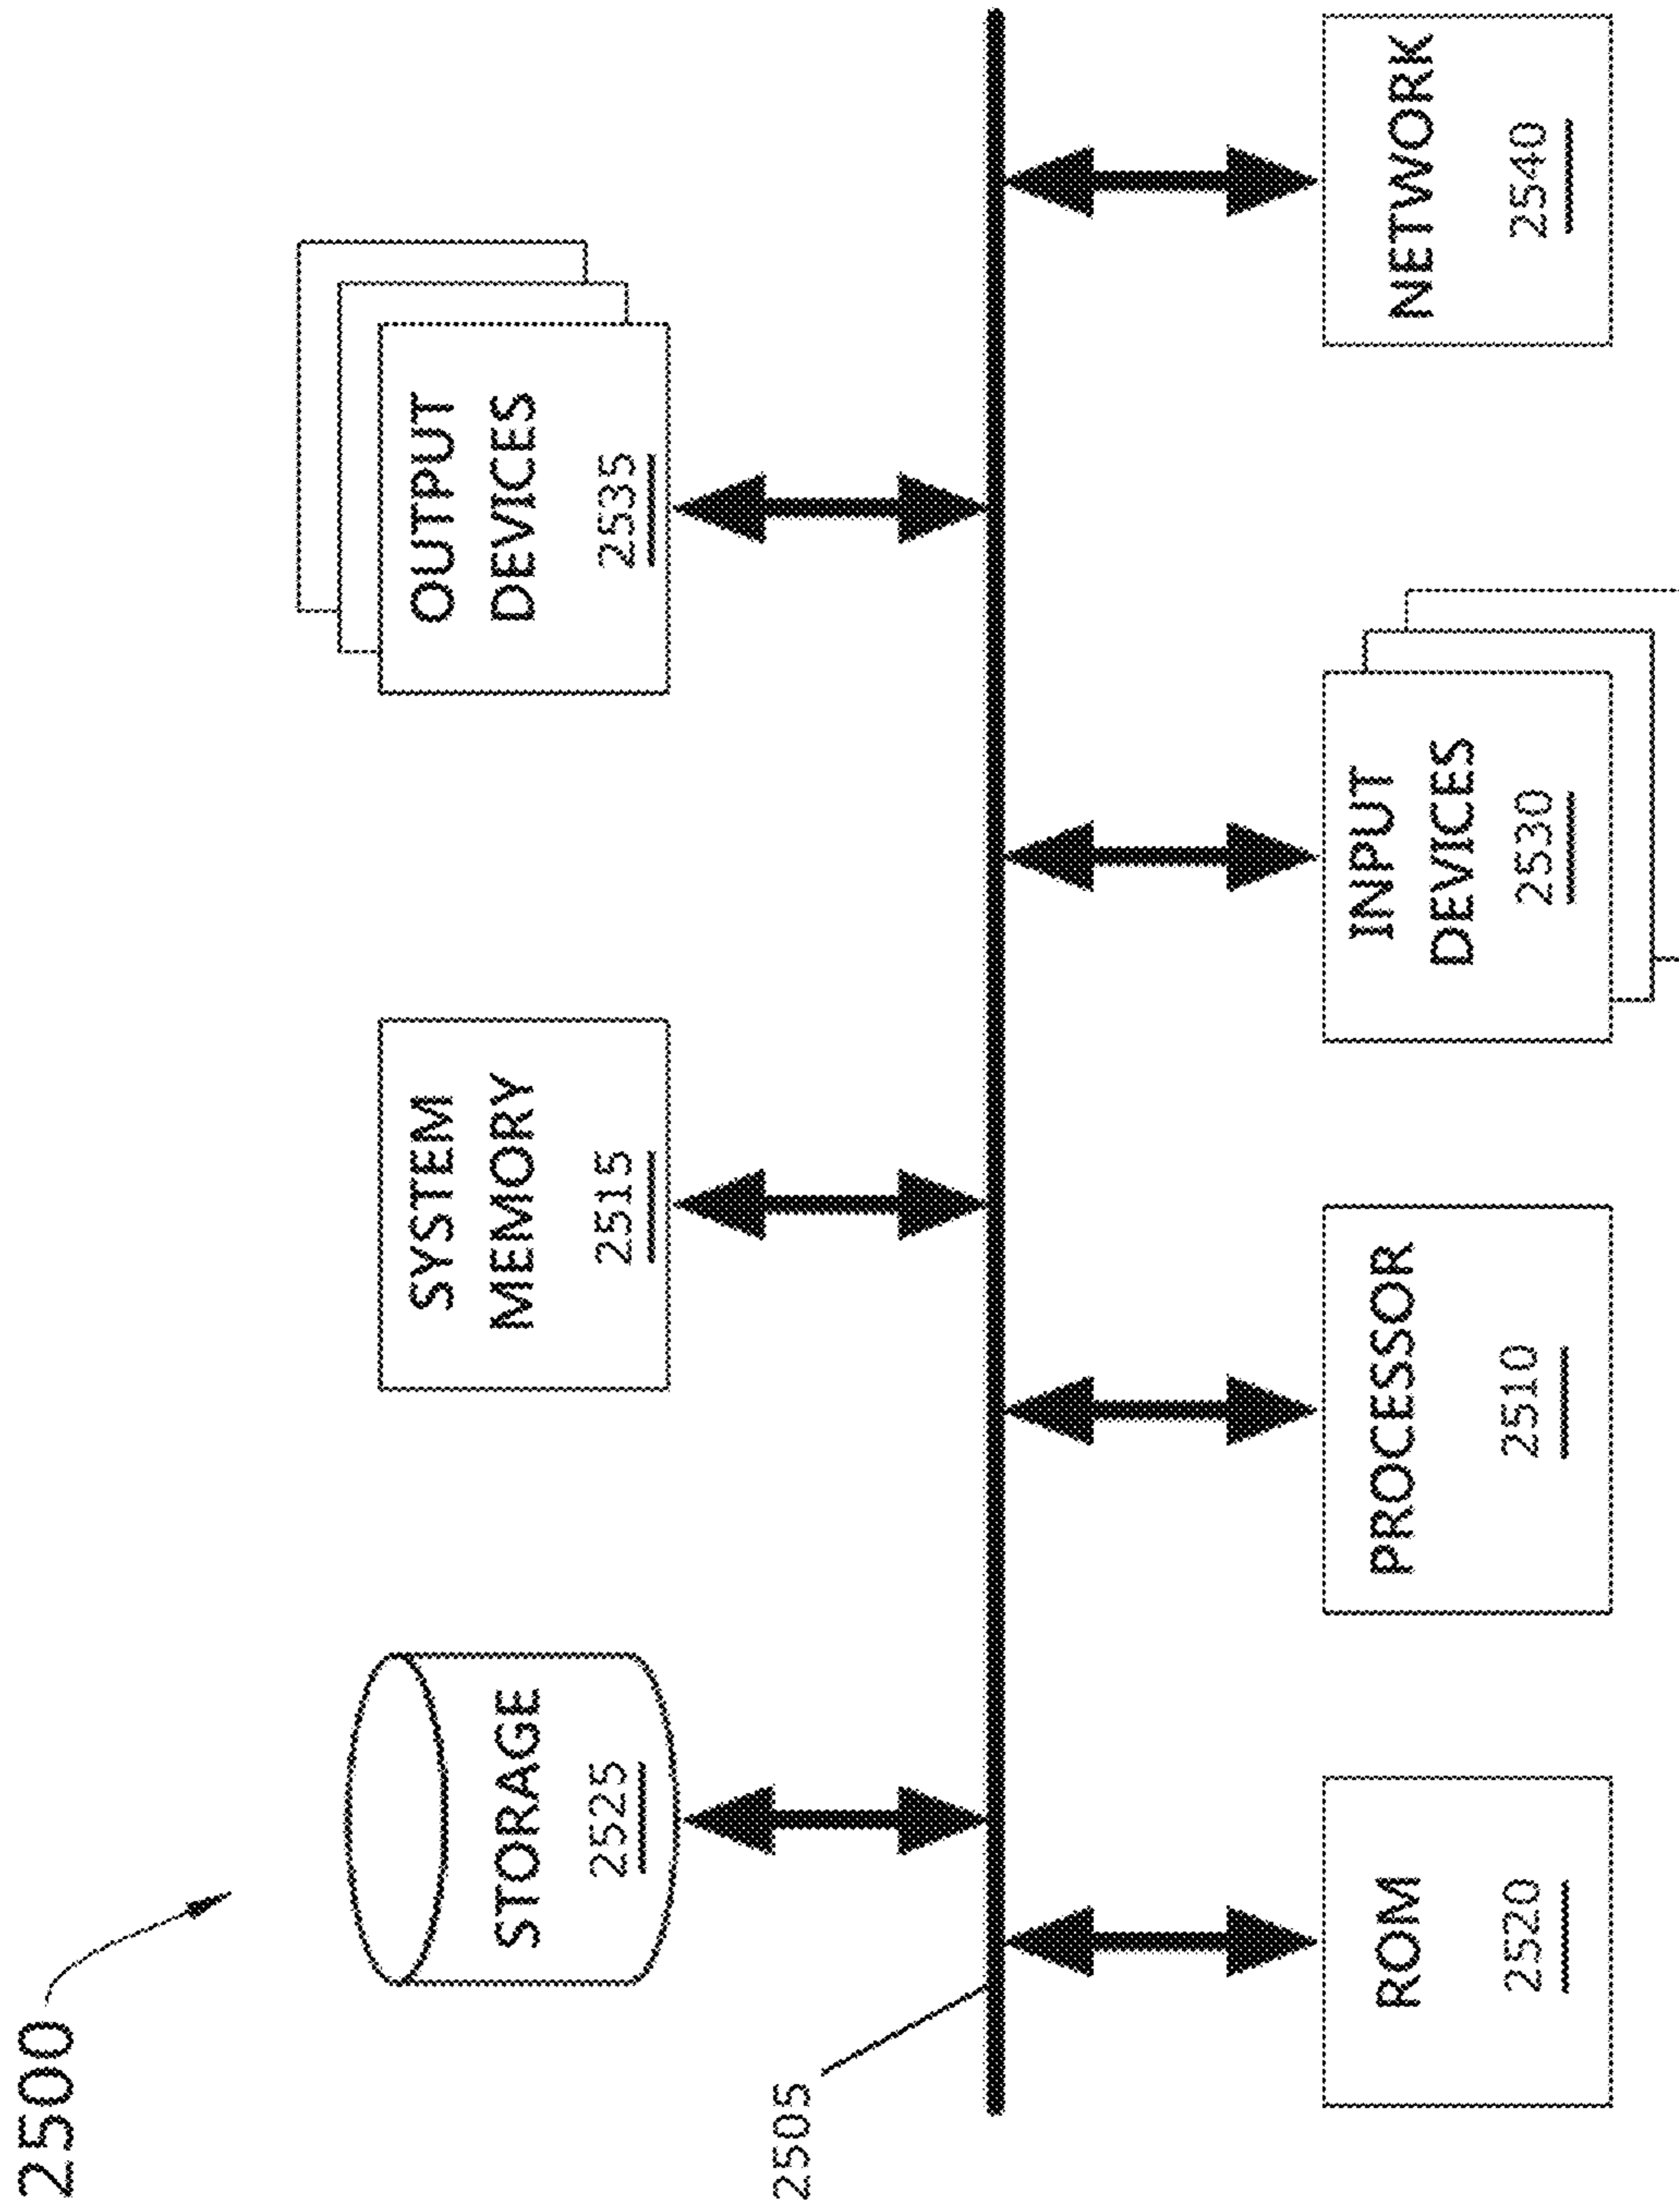 2500
STORAGE
2525
SYSTEM
MEMORY
2515
OUTPUT
DEVICES
2535
2505
ROM
2520
PROCESSOR
2510
INPUT
DEVICES
2530
NETWORK
2540